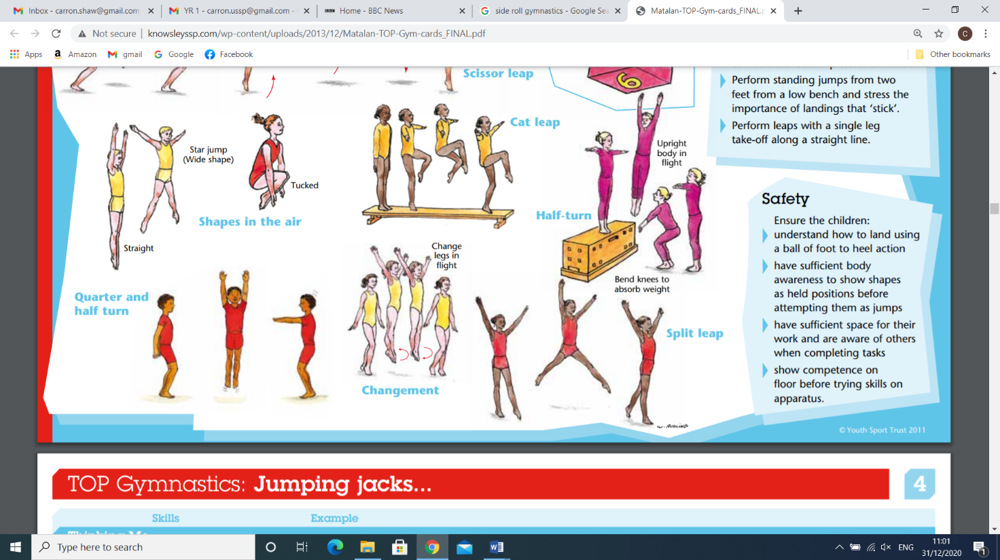 Inbox - carron.shaw@gmail.com
YR 1 - carron.ussp@gmail.com -
BBC
Home - BBC News
side roll gymnastics - Google Sea
Matalan-TOP-Gym-cards_FINAL.p
Not secure | knowsleyssp.com/wp-content/uploads/2013/12/Matalan-TOP-Gym-cards_FINAL.pdf
C
Apps
Amazon
gmail
Google
Facebook
Other bookmarks
Scissor leap
6
Perform standing jumps from two
feet from a low bench and stress the
importance of landings that ‘stick’.
Perform leaps with a single leg
take-off along a straight line.
Cat leap
Star jump
(Wide shape)
Tucked
Upright
body in
flight
Shapes in the air
Half-turn
Straight
Safety
Ensure the children:
understand how to land using
a ball of foot to heel action
have sufficient body
awareness to show shapes
as held positions before
attempting them as jumps
have sufficient space for their
work and are aware of others
when completing tasks
show competence on
floor before trying skills on
apparatus.
Change
legs in
flight
Bend knees to
absorb weight
Quarter and
half turn
Split leap
Changement
© Youth Sport Trust 2011
TOP Gymnastics: Jumping jacks...
4
Skills
Example
Type here to search
ENG
11:01
31/12/2020
1